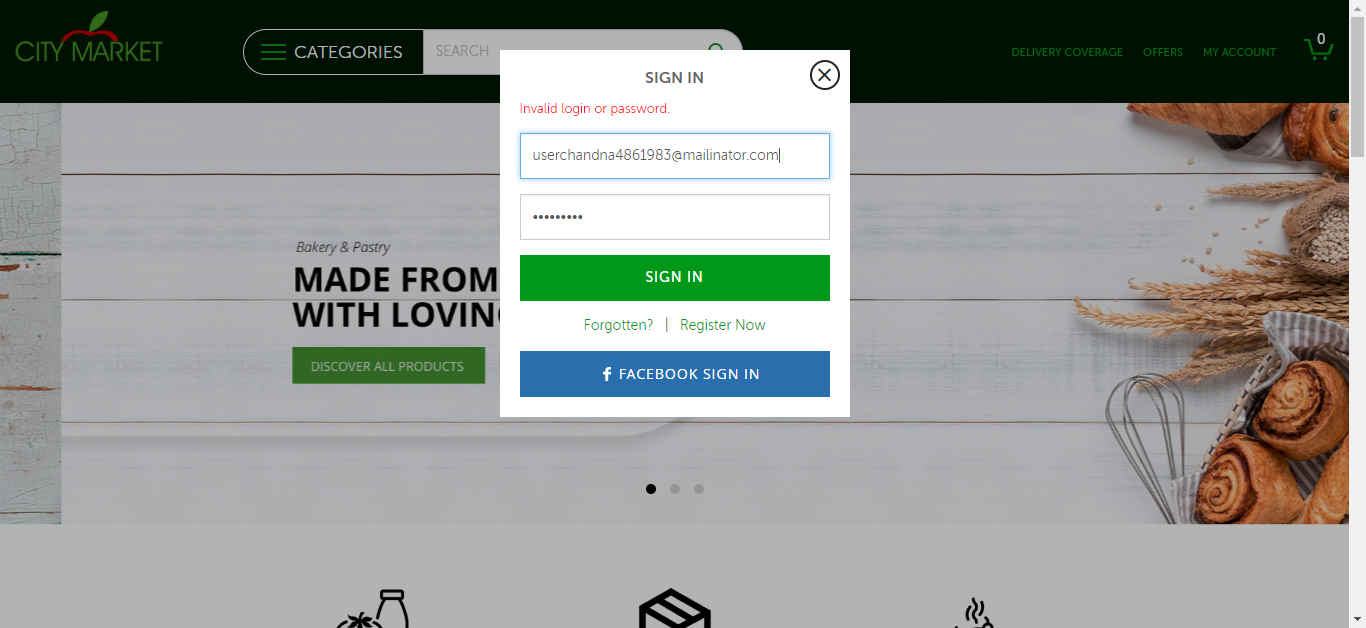 CITY MARKET
CATEGORIES
SEARCH
DELIVERY COVERAGE
OFFERS
MY ACCOUNT
0
SIGN IN
Invalid login or password.
userchandna4861983@mailinator.com
•••••••••
SIGN IN
Forgotten? | Register Now
f FACEBOOK SIGN IN
Bakery & Pastry
MADE FROM
WITH LOVIN
DISCOVER ALL PRODUCTS